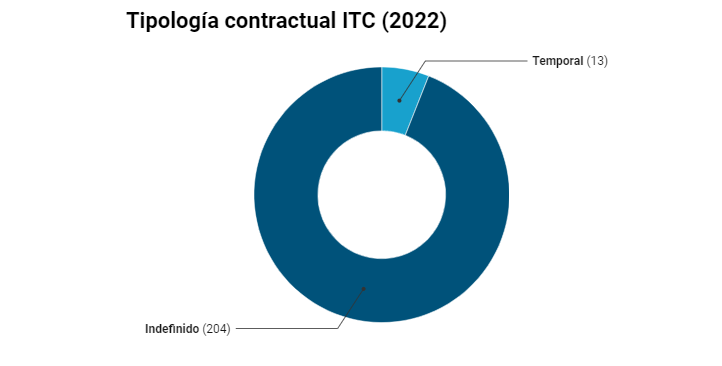 Tipología contractual ITC (2022)
Temporal (13)
Indefinido (204)